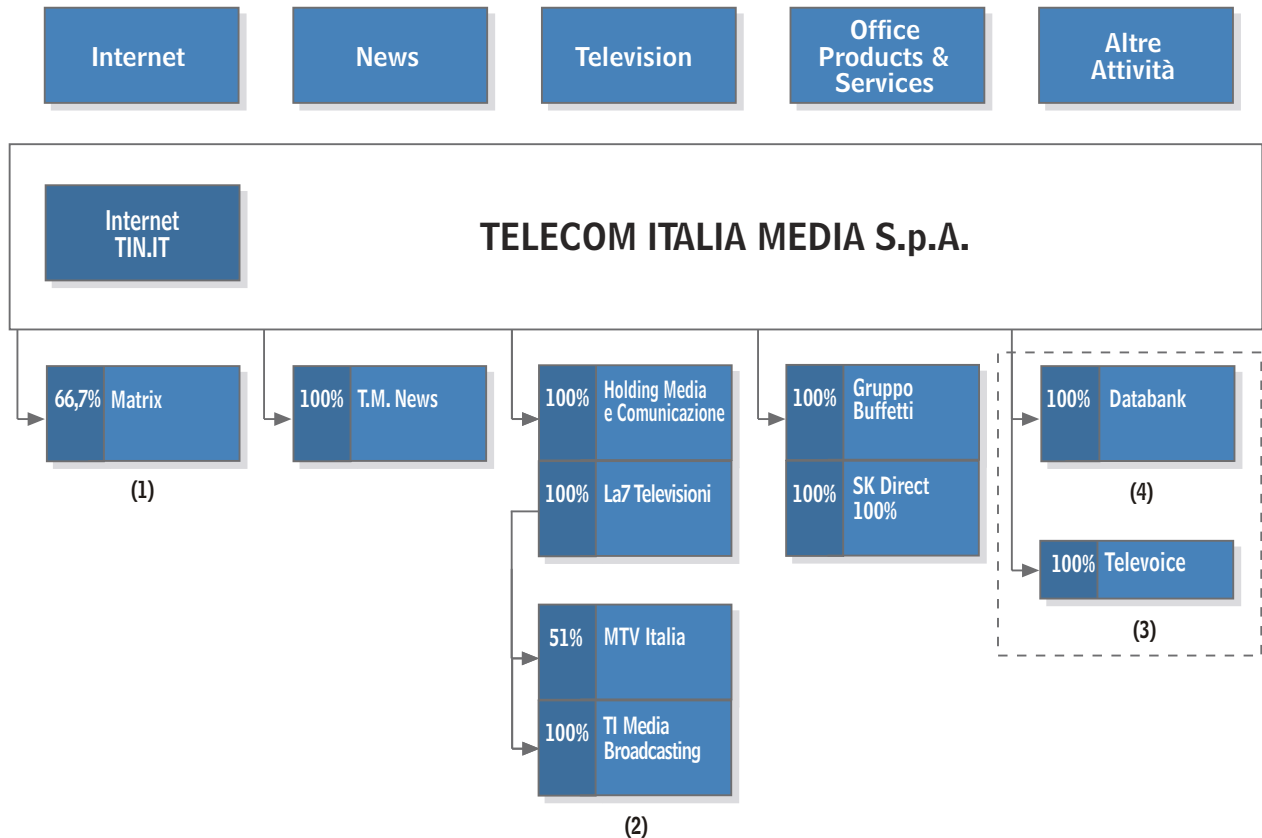 Internet
News
Television
Office
Products &
Services
Altre
Attività
Internet
TIN.IT
TELECOM ITALIA MEDIA S.p.A.
66,7% Matrix
(1)
100% T.M. News
100% Holding Media
e Comunicazione
100% La7 Televisioni
51% MTV Italia
100% TI Media
Broadcasting
(2)
100% Gruppo
Buffetti
100% SK Direct
100%
100% Databank
(4)
100% Televoice
(3)